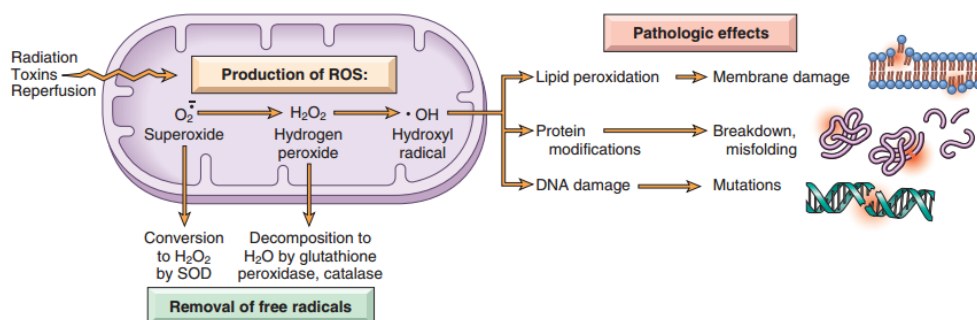 Radiation
Toxins
Reperfusion
Production of ROS:
O₂•̄
Superoxide
H₂O₂
Hydrogen
peroxide
• OH
Hydroxyl
radical
Pathologic effects
Lipid peroxidation
Membrane damage
Protein
modifications
Breakdown,
misfolding
DNA damage
Mutations
Conversion
to H₂O₂
by SOD
Decomposition to
H₂O by glutathione
peroxidase, catalase
Removal of free radicals